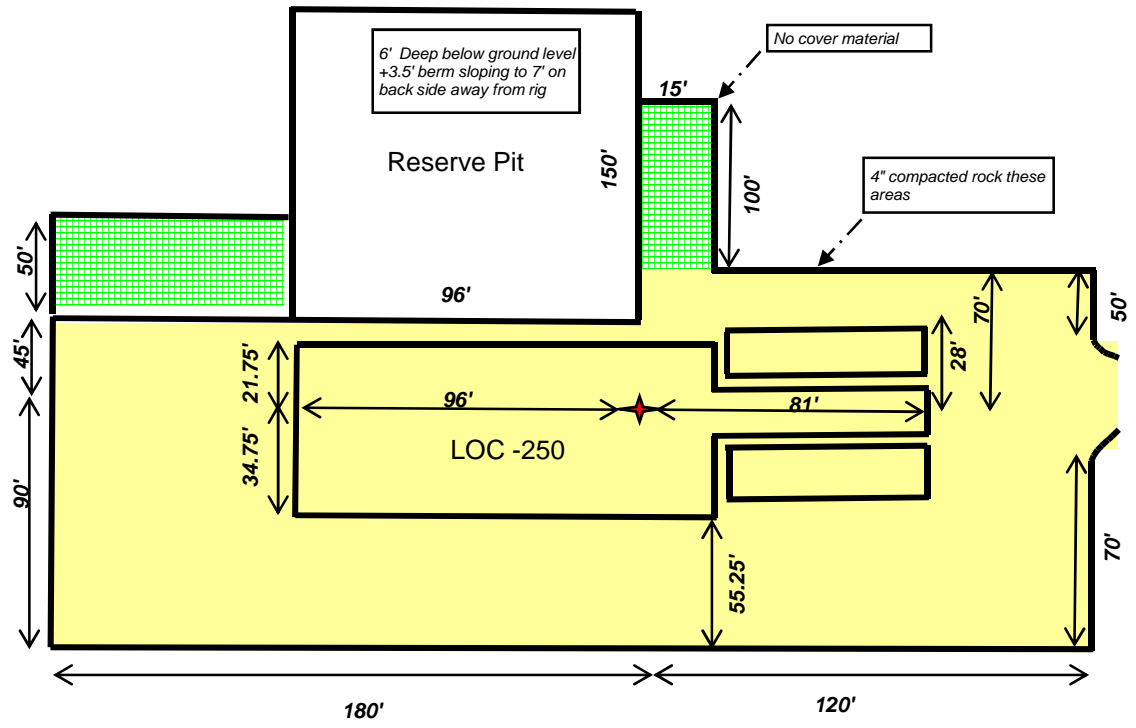 6' Deep below ground level
+3.5' berm sloping to 7' on
back side away from rig
No cover material
15'
Reserve Pit
150'
100'
4" compacted rock these
areas
50'
96'
70'
50'
45'
21.75'
28'
96'
81'
LOC -250
34.75'
90'
55.25'
70'
180'
120'